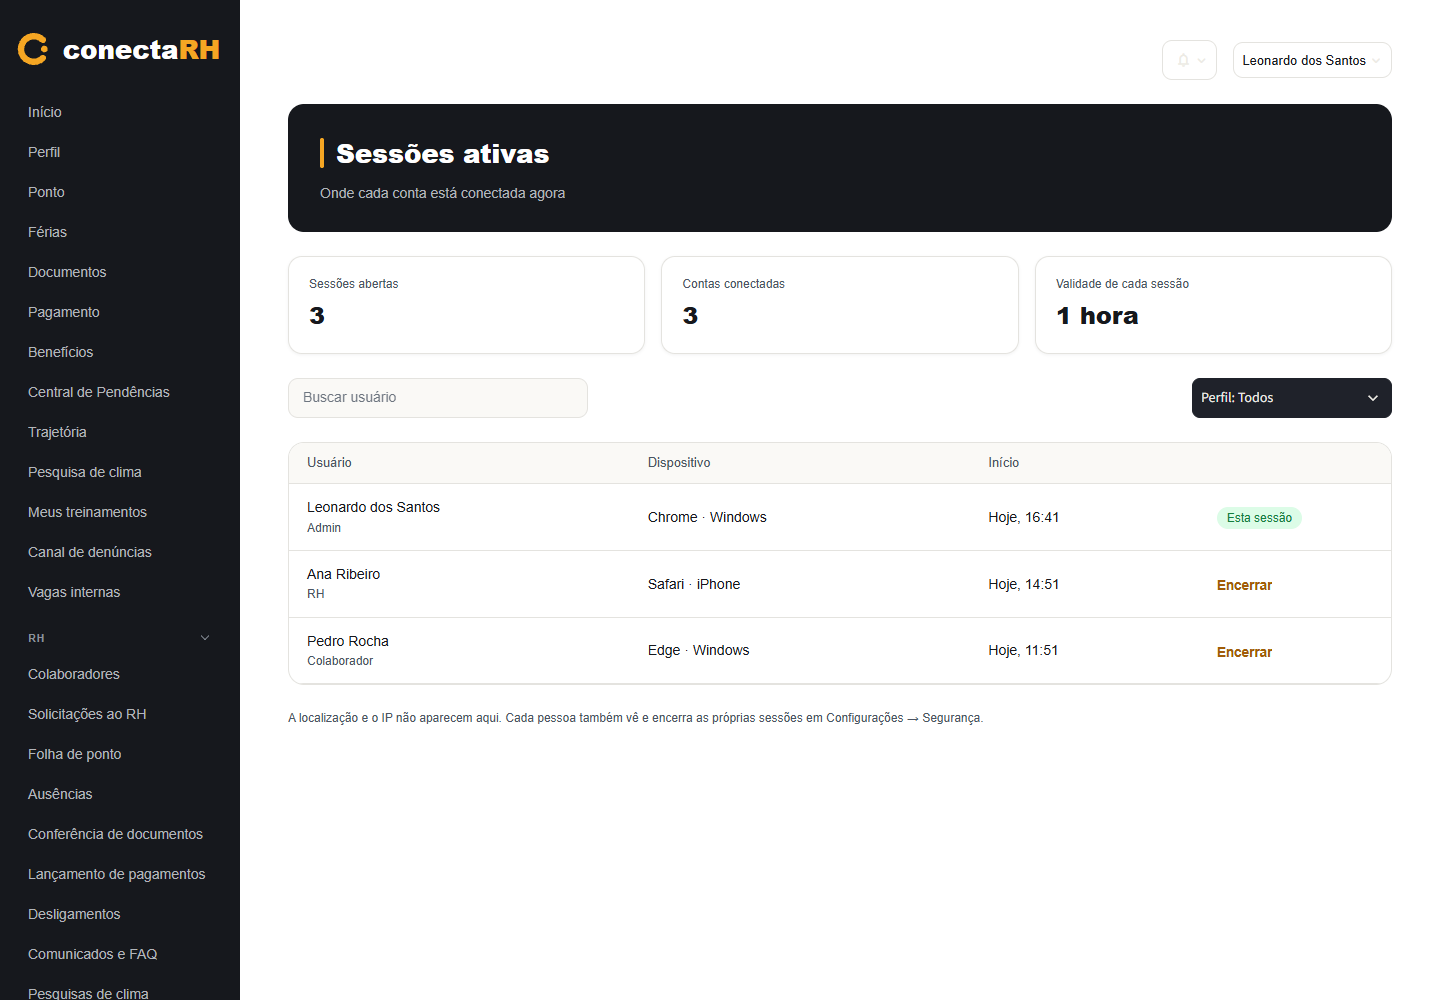 conectaRH
Início
Perfil
Ponto
Férias
Documentos
Pagamento
Benefícios
Central de Pendências
Trajetória
Pesquisa de clima
Meus treinamentos
Canal de denúncias
Vagas internas
RH
Colaboradores
Solicitações ao RH
Folha de ponto
Ausências
Conferência de documentos
Lançamento de pagamentos
Desligamentos
Comunicados e FAQ
Pesquisas de clima
Leonardo dos Santos
Sessões ativas
Onde cada conta está conectada agora
Sessões abertas
3
Contas conectadas
3
Validade de cada sessão
1 hora
Buscar usuário
Perfil: Todos
Usuário Dispositivo Início
Leonardo dos Santos
Admin
Chrome · Windows
Hoje, 16:41
Esta sessão
Ana Ribeiro
RH
Safari · iPhone
Hoje, 14:51
Encerrar
Pedro Rocha
Colaborador
Edge · Windows
Hoje, 11:51
Encerrar
A localização e o IP não aparecem aqui. Cada pessoa também vê e encerra as próprias sessões em Configurações → Segurança.